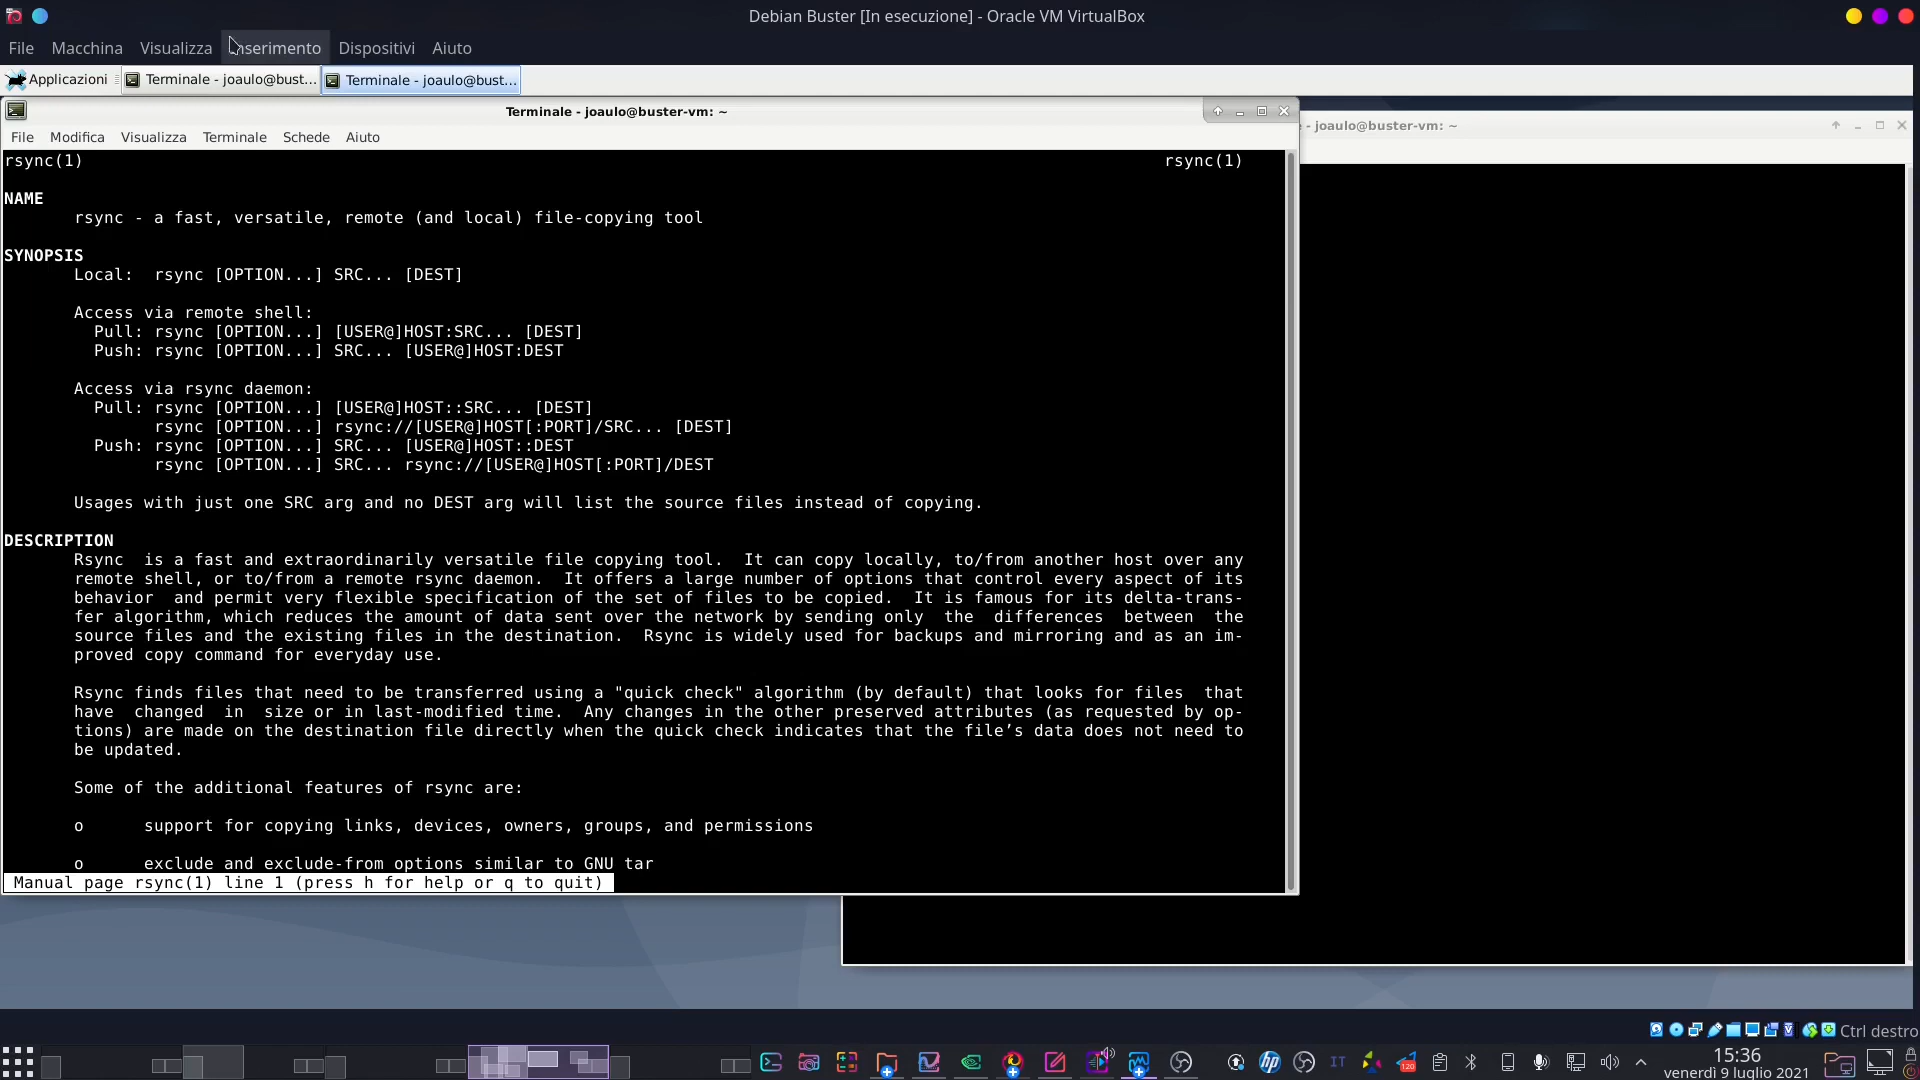 Debian Buster [In esecuzione] - Oracle VM VirtualBox
File Macchina Visualizza Inserimento Dispositivi Aiuto
Applicazioni Terminale - joaulo@bust... Terminale - joaulo@bust...
Terminale - joaulo@buster-vm: ~
- joaulo@buster-vm: ~
File Modifica Visualizza Terminale Schede Aiuto
rsync(1) rsync(1)
NAME
rsync - a fast, versatile, remote (and local) file-copying tool
SYNOPSIS
Local:  rsync [OPTION...] SRC... [DEST]
Access via remote shell:
Pull: rsync [OPTION...] [USER@]HOST:SRC... [DEST]
Push: rsync [OPTION...] SRC... [USER@]HOST:DEST
Access via rsync daemon:
Pull: rsync [OPTION...] [USER@]HOST::SRC... [DEST]
rsync [OPTION...] rsync://[USER@]HOST[:PORT]/SRC... [DEST]
Push: rsync [OPTION...] SRC... [USER@]HOST::DEST
rsync [OPTION...] SRC... rsync://[USER@]HOST[:PORT]/DEST
Usages with just one SRC arg and no DEST arg will list the source files instead of copying.
DESCRIPTION
Rsync  is a fast and extraordinarily versatile file copying tool.  It can copy locally, to/from another host over any
remote shell, or to/from a remote rsync daemon.  It offers a large number of options that control every aspect of its
behavior  and permit very flexible specification of the set of files to be copied.  It is famous for its delta-trans-
fer algorithm, which reduces the amount of data sent over the network by sending only  the  differences  between  the
source files and the existing files in the destination.  Rsync is widely used for backups and mirroring and as an im-
proved copy command for everyday use.
Rsync finds files that need to be transferred using a "quick check" algorithm (by default) that looks for files  that
have  changed  in  size or in last-modified time.  Any changes in the other preserved attributes (as requested by op-
tions) are made on the destination file directly when the quick check indicates that the file’s data does not need to
be updated.
Some of the additional features of rsync are:
o      support for copying links, devices, owners, groups, and permissions
o      exclude and exclude-from options similar to GNU tar
Manual page rsync(1) line 1 (press h for help or q to quit)
Ctrl destro
IT
120
15:36
venerdì 9 luglio 2021